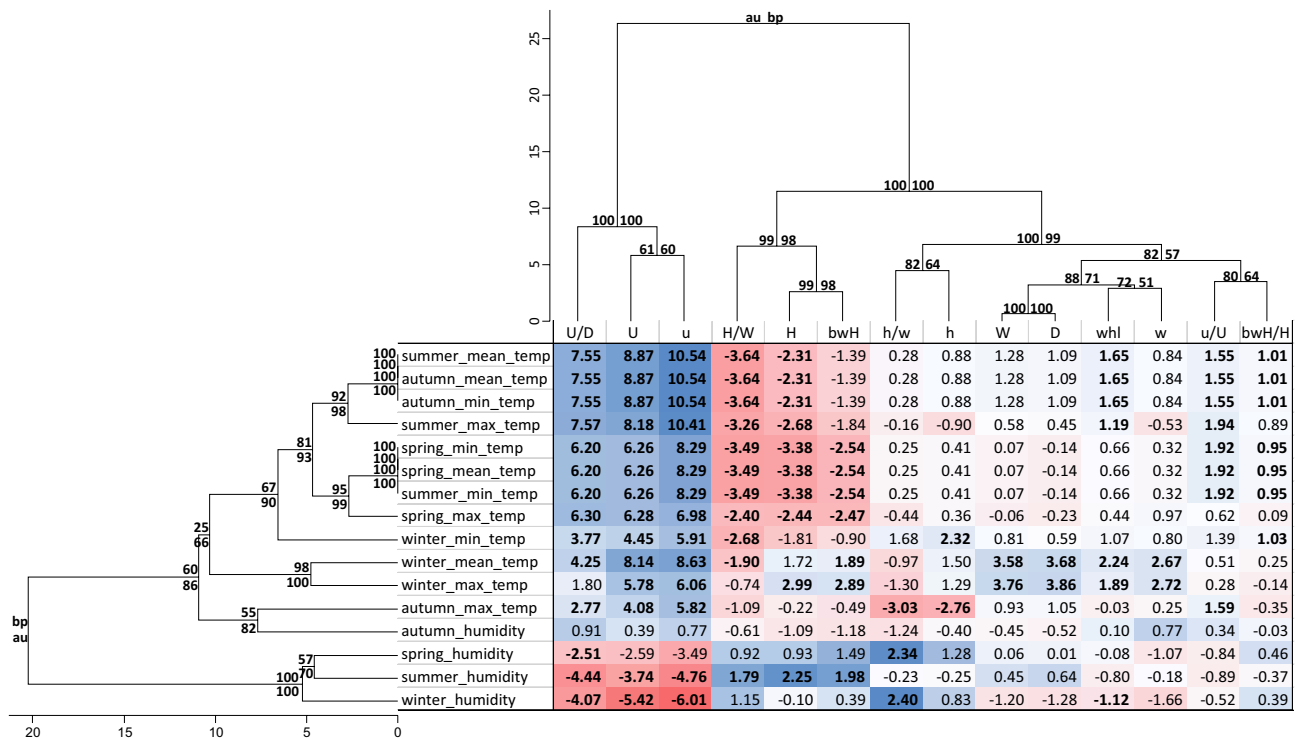 au bp
25
20
15
10
5
0
100 100
100 100
61 60
99 98
99 98
100 99
82 64
82 57
88 71
72 51
80 64
100 100
U/D U u H/W H bwH h/w h W D whl w u/U bwH/H
100 summer_mean_temp 7.55 8.87 10.54 -3.64 -2.31 -1.39 0.28 0.88 1.28 1.09 1.65 0.84 1.55 1.01
100
100 autumn_mean_temp 7.55 8.87 10.54 -3.64 -2.31 -1.39 0.28 0.88 1.28 1.09 1.65 0.84 1.55 1.01
100
92 autumn_min_temp 7.55 8.87 10.54 -3.64 -2.31 -1.39 0.28 0.88 1.28 1.09 1.65 0.84 1.55 1.01
98
summer_max_temp 7.57 8.18 10.41 -3.26 -2.68 -1.84 -0.16 -0.90 0.58 0.45 1.19 -0.53 1.94 0.89
81 100 spring_min_temp 6.20 6.26 8.29 -3.49 -3.38 -2.54 0.25 0.41 0.07 -0.14 0.66 0.32 1.92 0.95
93 100
100 spring_mean_temp 6.20 6.26 8.29 -3.49 -3.38 -2.54 0.25 0.41 0.07 -0.14 0.66 0.32 1.92 0.95
100
67 95 summer_min_temp 6.20 6.26 8.29 -3.49 -3.38 -2.54 0.25 0.41 0.07 -0.14 0.66 0.32 1.92 0.95
90 99
spring_max_temp 6.30 6.28 6.98 -2.40 -2.44 -2.47 -0.44 0.36 -0.06 -0.23 0.44 0.97 0.62 0.09
25 winter_min_temp 3.77 4.45 5.91 -2.68 -1.81 -0.90 1.68 2.32 0.81 0.59 1.07 0.80 1.39 1.03
66
60 98 winter_mean_temp 4.25 8.14 8.63 -1.90 1.72 1.89 -0.97 1.50 3.58 3.68 2.24 2.67 0.51 0.25
86 100
winter_max_temp 1.80 5.78 6.06 -0.74 2.99 2.89 -1.30 1.29 3.76 3.86 1.89 2.72 0.28 -0.14
55 autumn_max_temp 2.77 4.08 5.82 -1.09 -0.22 -0.49 -3.03 -2.76 0.93 1.05 -0.03 0.25 1.59 -0.35
82
bp autumn_humidity 0.91 0.39 0.77 -0.61 -1.09 -1.18 -1.24 -0.40 -0.45 -0.52 0.10 0.77 0.34 -0.03
au
57 spring_humidity -2.51 -2.59 -3.49 0.92 0.93 1.49 2.34 1.28 0.06 0.01 -0.08 -1.07 -0.84 0.46
70
100 summer_humidity -4.44 -3.74 -4.76 1.79 2.25 1.98 -0.23 -0.25 0.45 0.64 -0.80 -0.18 -0.89 -0.37
100
winter_humidity -4.07 -5.42 -6.01 1.15 -0.10 0.39 2.40 0.83 -1.20 -1.28 -1.12 -1.66 -0.52 0.39
20 15 10 5 0